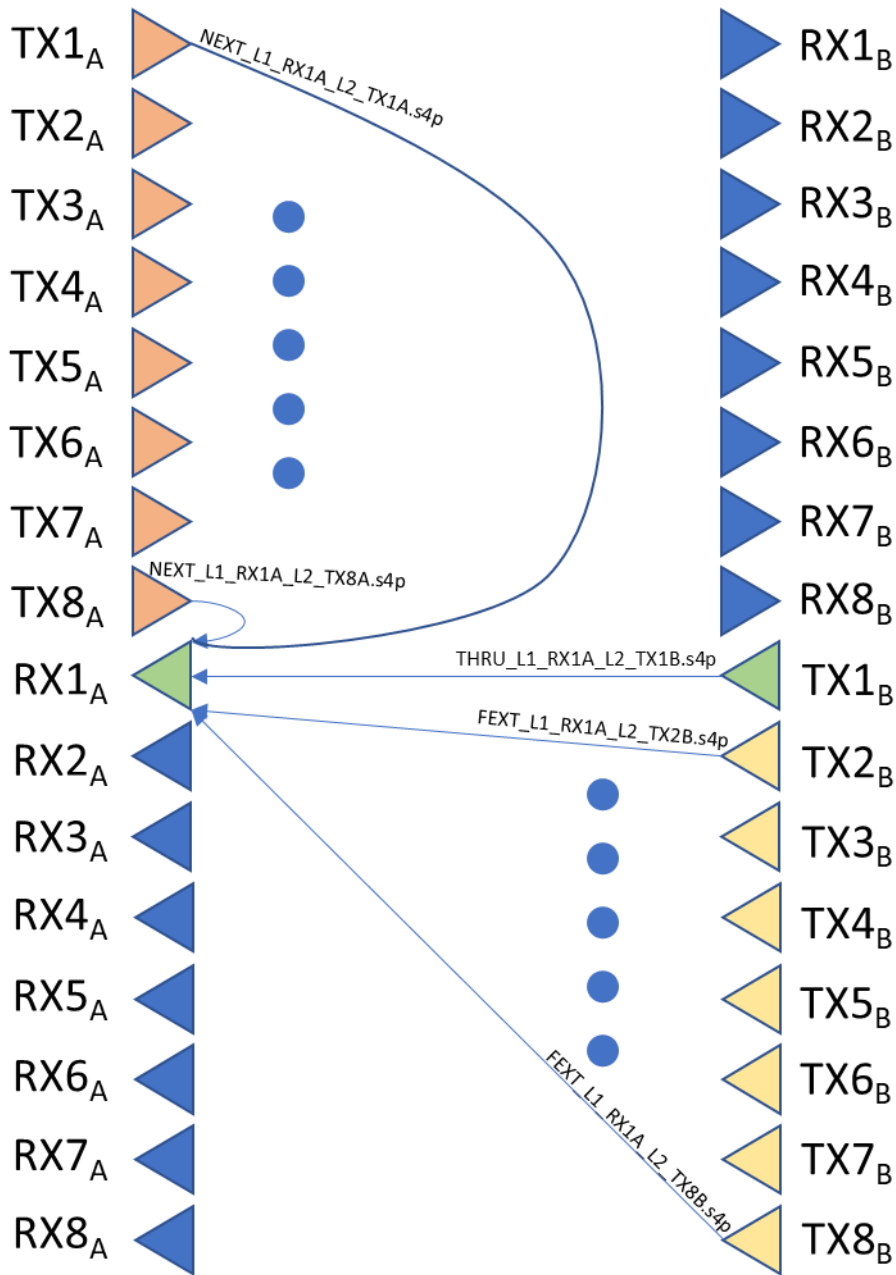 TX1A
NEXT_L1_RX1A_L2_TX1A.s4p
RX1B
TX2A
RX2B
TX3A
RX3B
TX4A
RX4B
TX5A
RX5B
TX6A
RX6B
TX7A
RX7B
NEXT_L1_RX1A_L2_TX8A.s4p
TX8A
RX8B
RX1A
THRU_L1_RX1A_L2_TX1B.s4p
TX1B
FEXT_L1_RX1A_L2_TX2B.s4p
RX2A
TX2B
RX3A
TX3B
RX4A
TX4B
RX5A
TX5B
RX6A
TX6B
FEXT_L1_RX1A_L2_TX8B.s4p
RX7A
TX7B
RX8A
TX8B